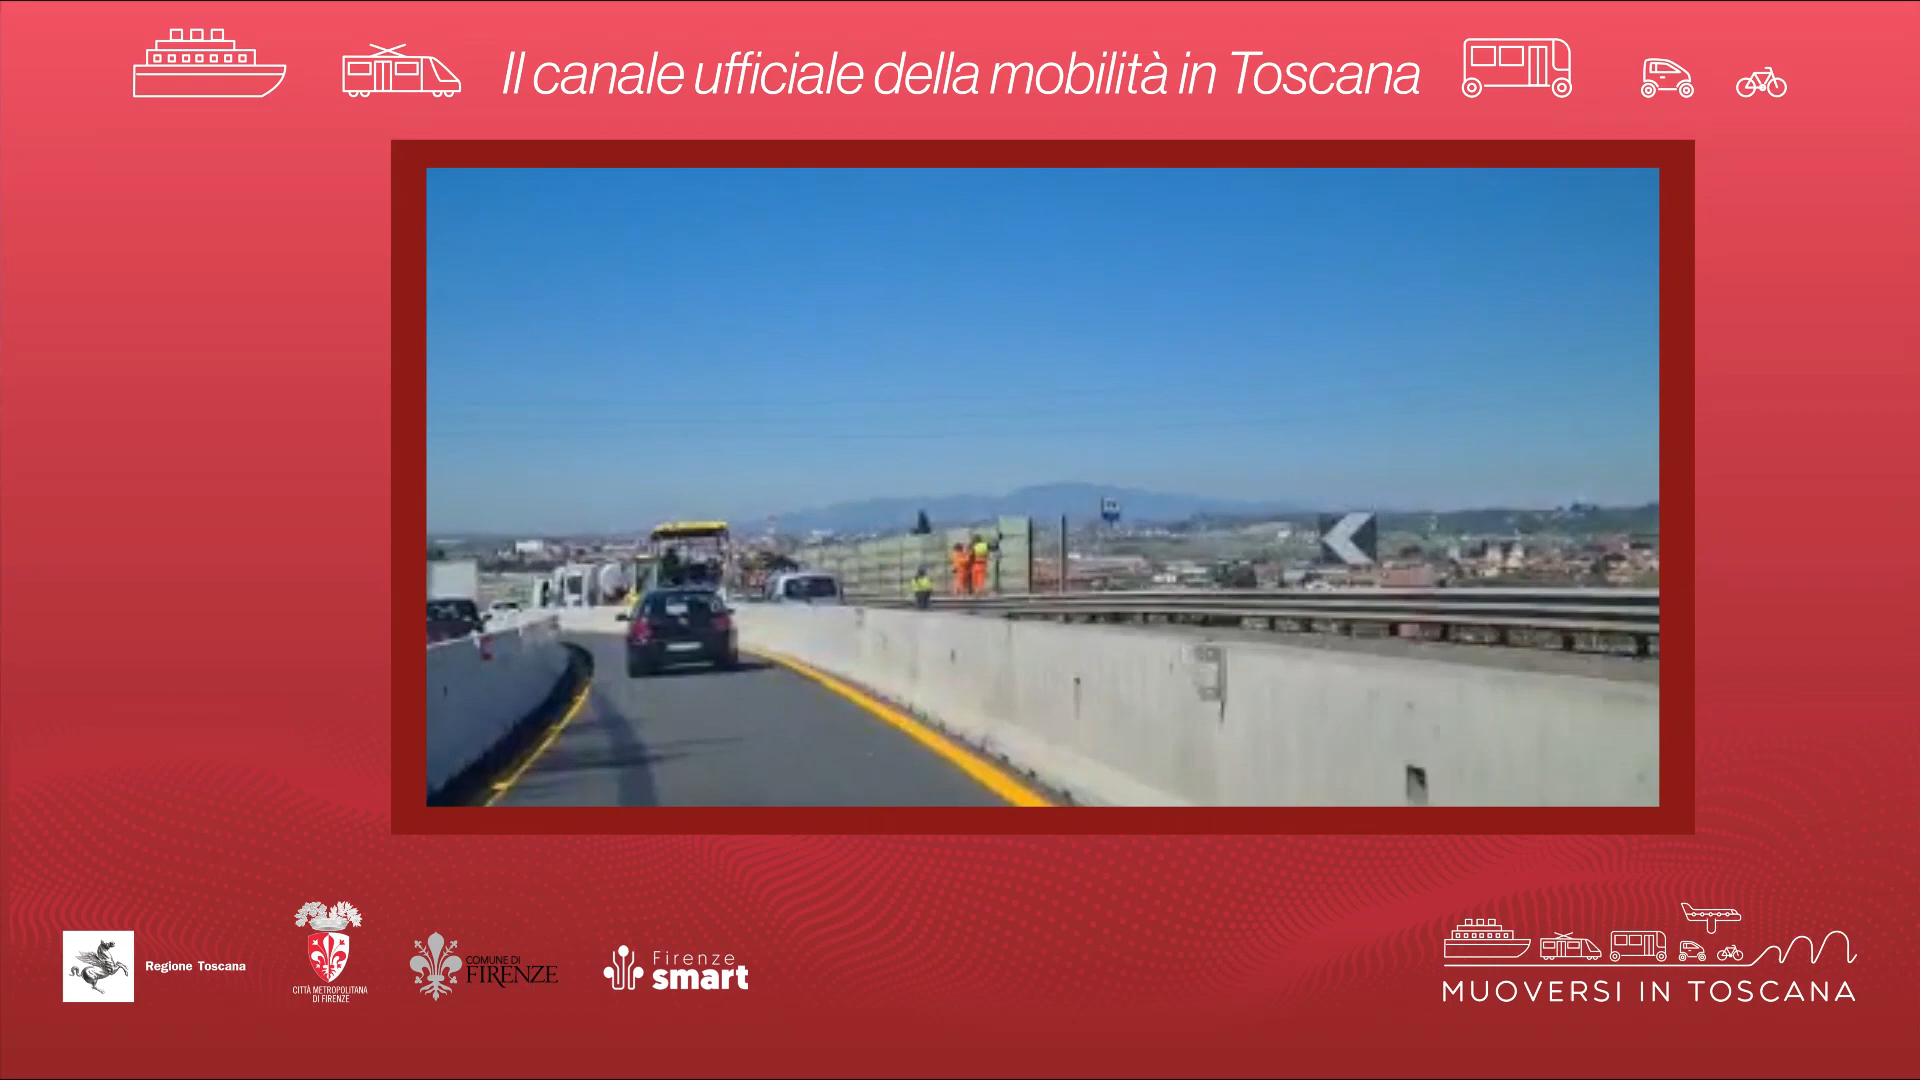 Il canale ufficiale della mobilità in Toscana
Regione Toscana
CITTÀ METROPOLITANA
DI FIRENZE
COMUNE DI
FIRENZE
Firenze
smart
MUOVERSI IN TOSCANA